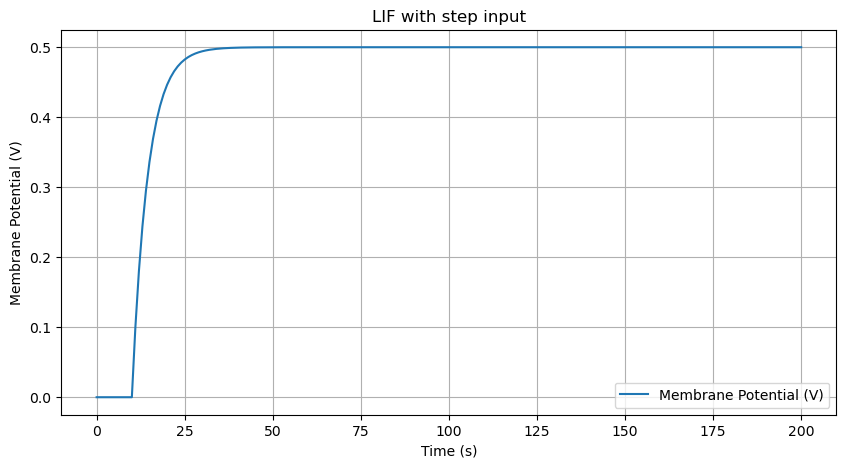 LIF with step input
Membrane Potential (V)
0.5
0.4
0.3
0.2
0.1
0.0
Membrane Potential (V)
0 25 50 75 100 125 150 175 200
Time (s)